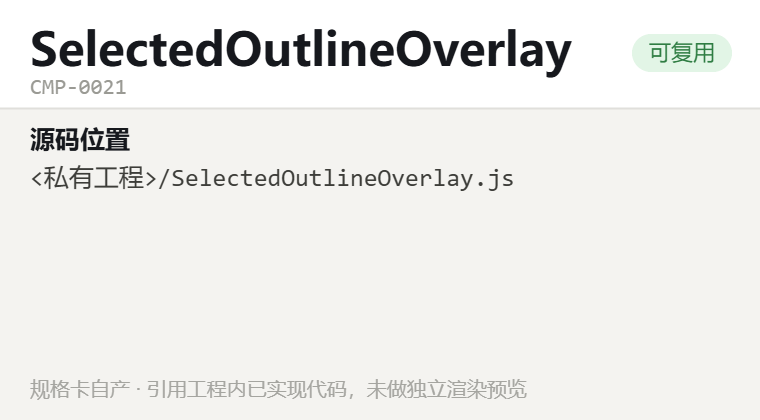 SelectedOutlineOverlay
可复用
CMP-0021
源码位置
<私有工程>/SelectedOutlineOverlay.js
规格卡自产 · 引用工程内已实现代码，未做独立渲染预览